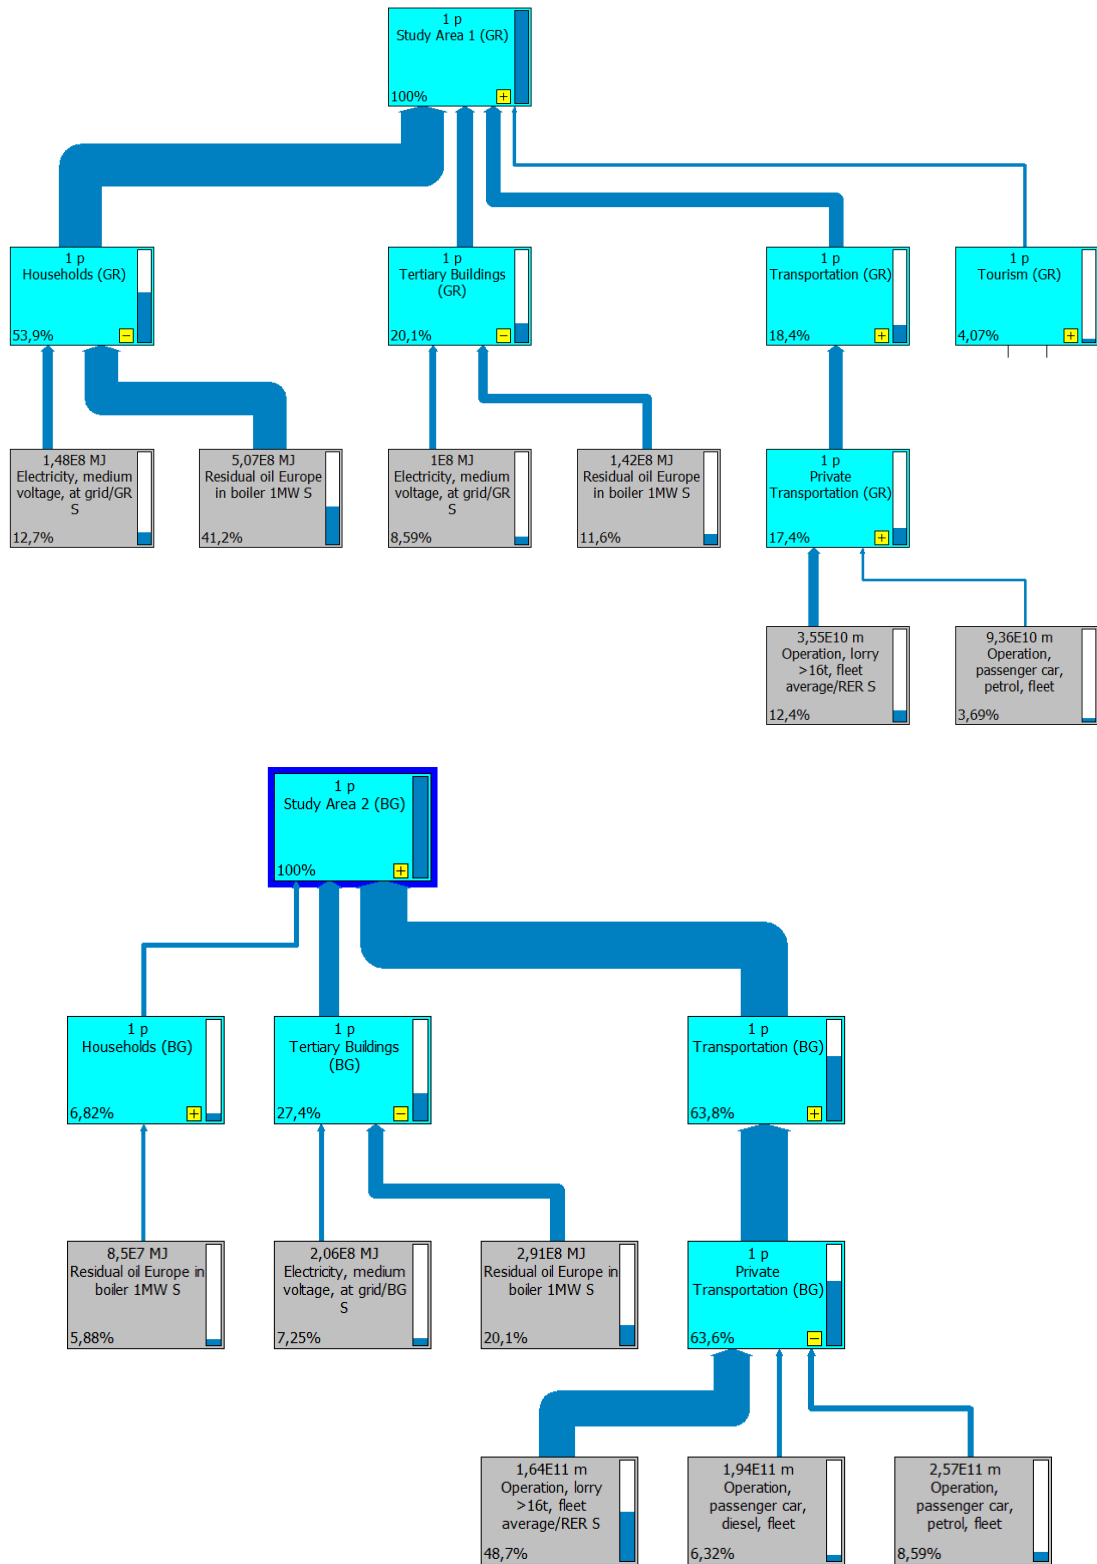 1 p
Study Area 1 (GR)
100%
+
1 p
Households (GR)
53,9%
−
1 p
Tertiary Buildings
(GR)
20,1%
−
1 p
Transportation (GR)
18,4%
+
1 p
Tourism (GR)
4,07%
+
1,48E8 MJ
Electricity, medium
voltage, at grid/GR
S
12,7%
5,07E8 MJ
Residual oil Europe
in boiler 1MW S
41,2%
1E8 MJ
Electricity, medium
voltage, at grid/GR
S
8,59%
1,42E8 MJ
Residual oil Europe
in boiler 1MW S
11,6%
1 p
Private
Transportation (GR)
17,4%
+
3,55E10 m
Operation, lorry
>16t, fleet
average/RER S
12,4%
9,36E10 m
Operation,
passenger car,
petrol, fleet
3,69%
1 p
Study Area 2 (BG)
100%
+
1 p
Households (BG)
6,82%
+
1 p
Tertiary Buildings
(BG)
27,4%
−
1 p
Transportation (BG)
63,8%
+
8,5E7 MJ
Residual oil Europe in
boiler 1MW S
5,88%
2,06E8 MJ
Electricity, medium
voltage, at grid/BG
S
7,25%
2,91E8 MJ
Residual oil Europe in
boiler 1MW S
20,1%
1 p
Private
Transportation (BG)
63,6%
−
1,64E11 m
Operation, lorry
>16t, fleet
average/RER S
48,7%
1,94E11 m
Operation,
passenger car,
diesel, fleet
6,32%
2,57E11 m
Operation,
passenger car,
petrol, fleet
8,59%